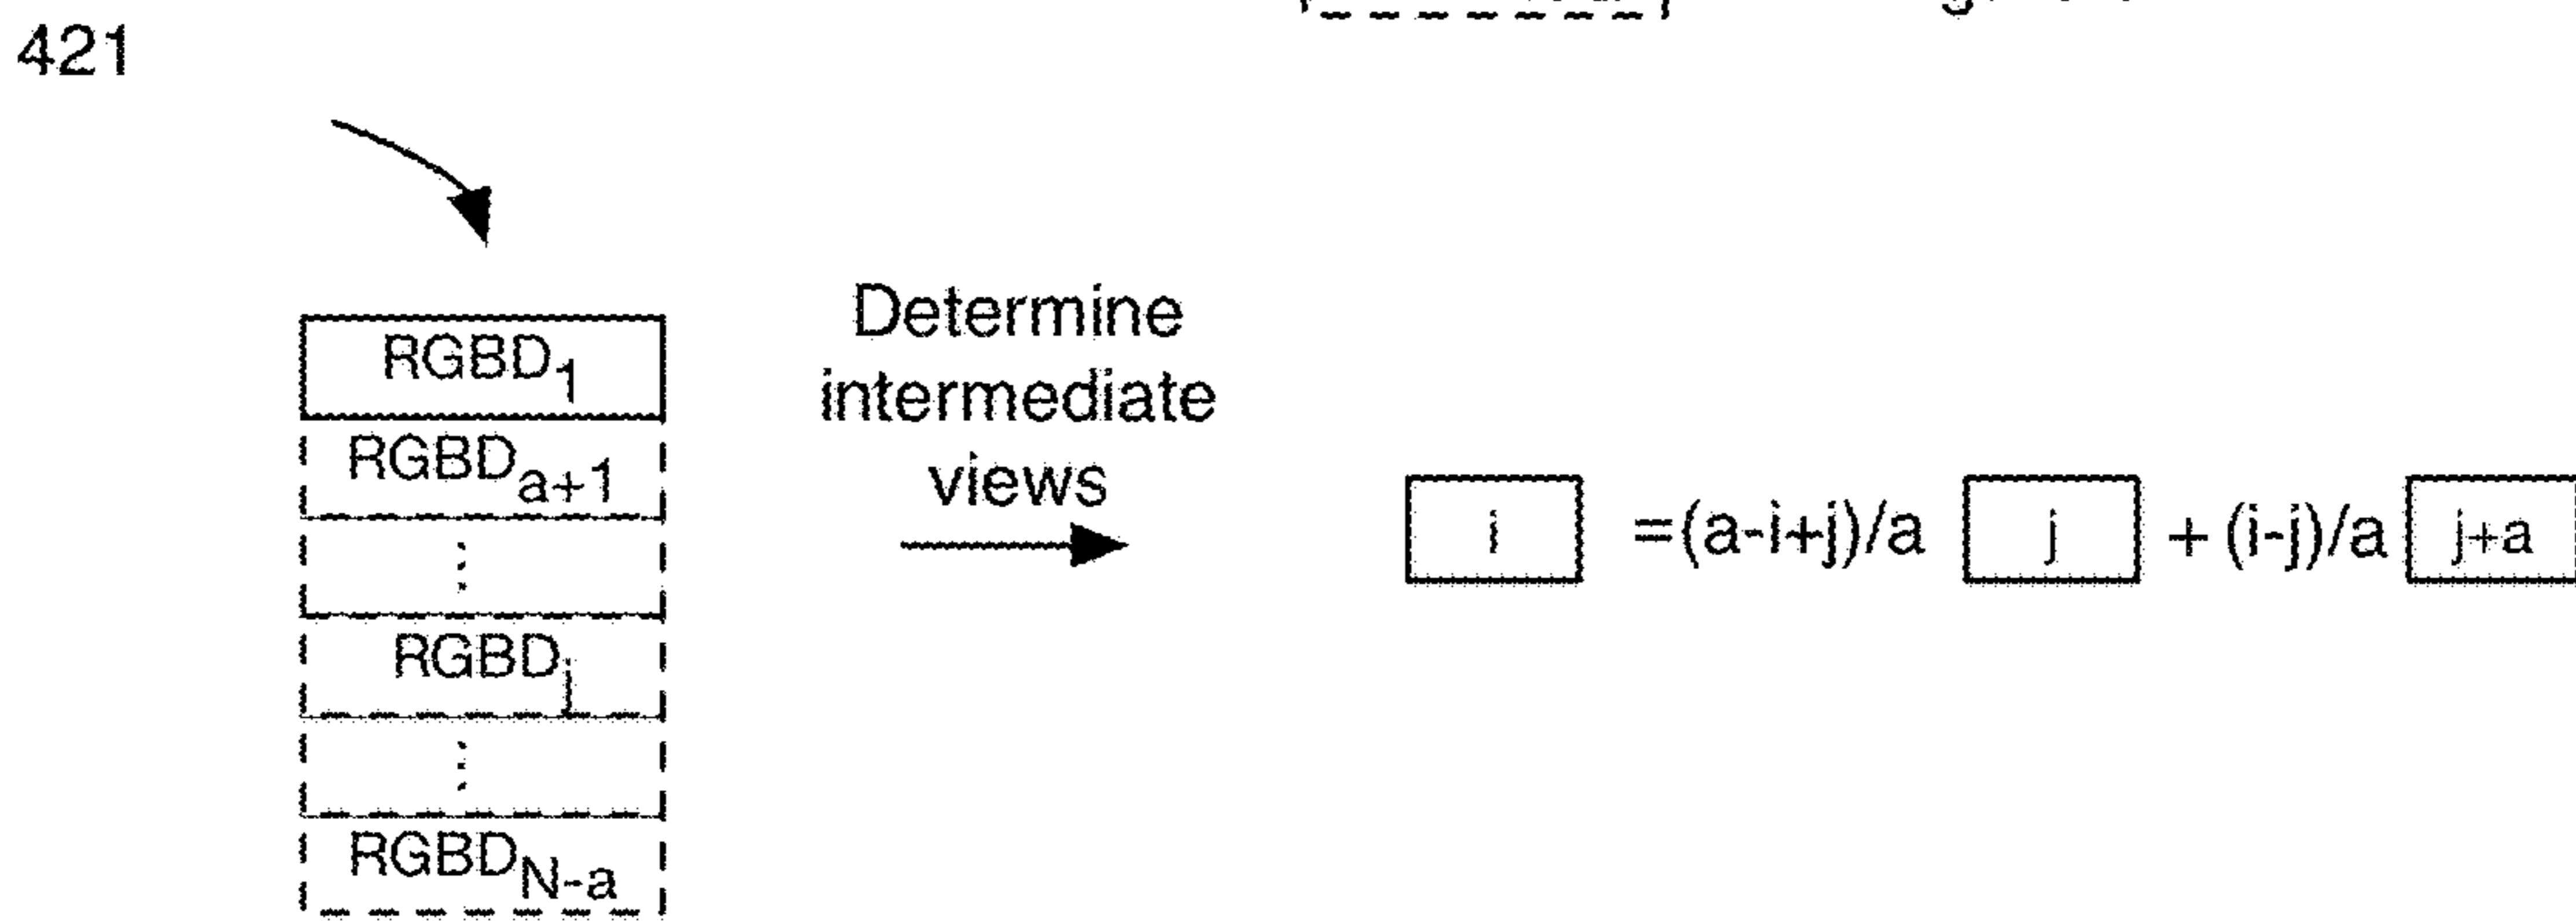 421
RGBD1
RGBDa+1
⋮
RGBDj
⋮
RGBDN-a
Determine
intermediate
views
i =(a-i+j)/a j + (i-j)/a j+a